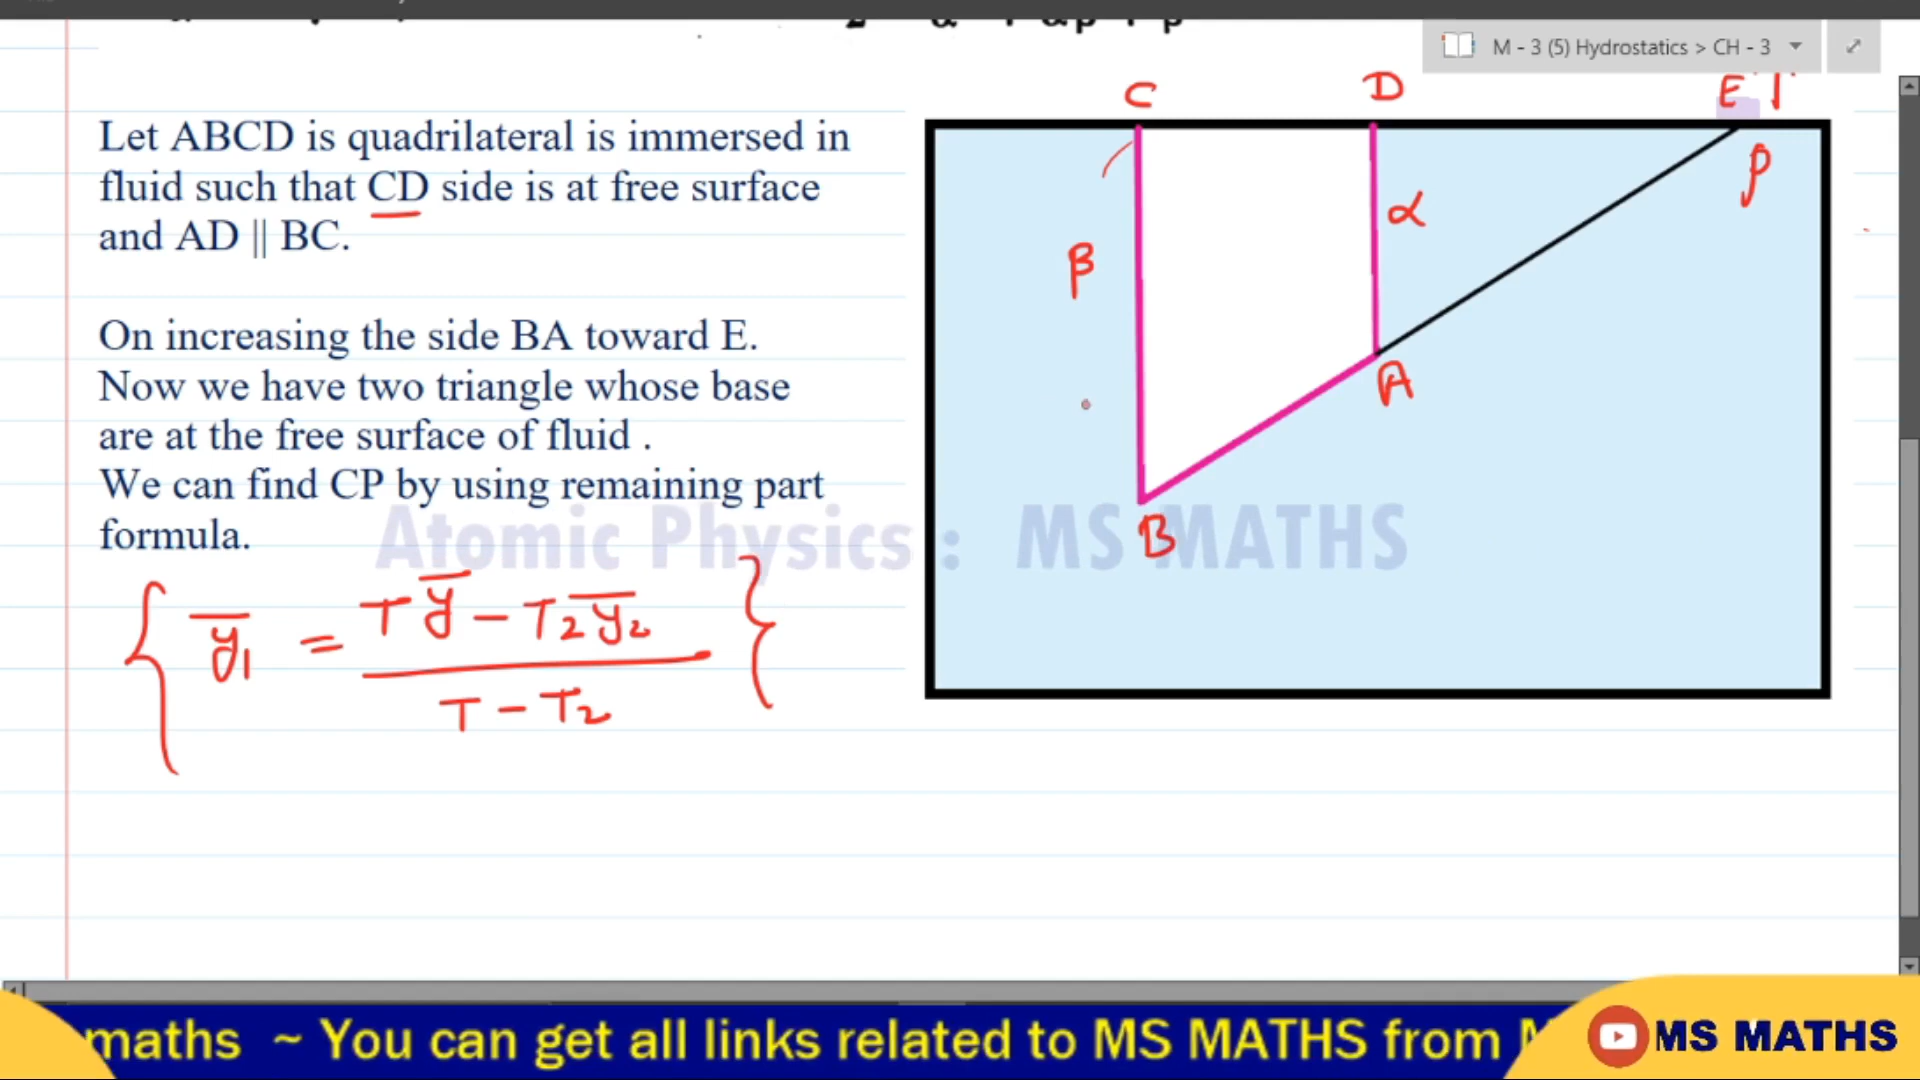 M - 3 (5) Hydrostatics > CH - 3
Let ABCD is quadrilateral is immersed in
fluid such that CD side is at free surface
and AD || BC.
On increasing the side BA toward E.
Now we have two triangle whose base
are at the free surface of fluid .
We can find CP by using remaining part
formula.
{ y̅₁ = (T y̅ – T₂ y̅₂) / (T – T₂) }
C D E
β α ρ
A
B
Atomic Physics : MS MATHS
maths ~ You can get all links related to MS MATHS from
MS MATHS